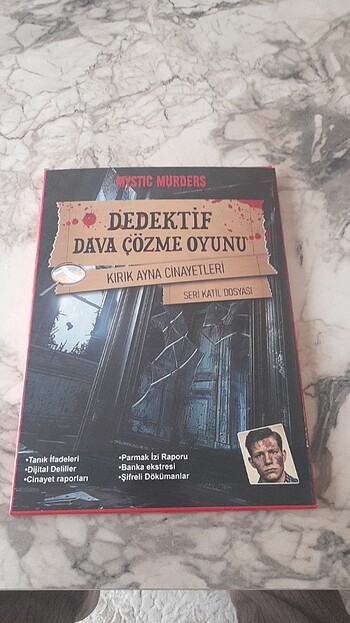 MYSTIC MURDERS
DEDEKTİF
DAVA ÇÖZME OYUNU
KIRIK AYNA CİNAYETLERİ
SERİ KATİL DOSYASI
•Tanık İfadeleri
•Dijital Deliller
•Cinayet raporları
•Parmak İzi Raporu
•Banka ekstresi
•Şifreli Dökümanlar